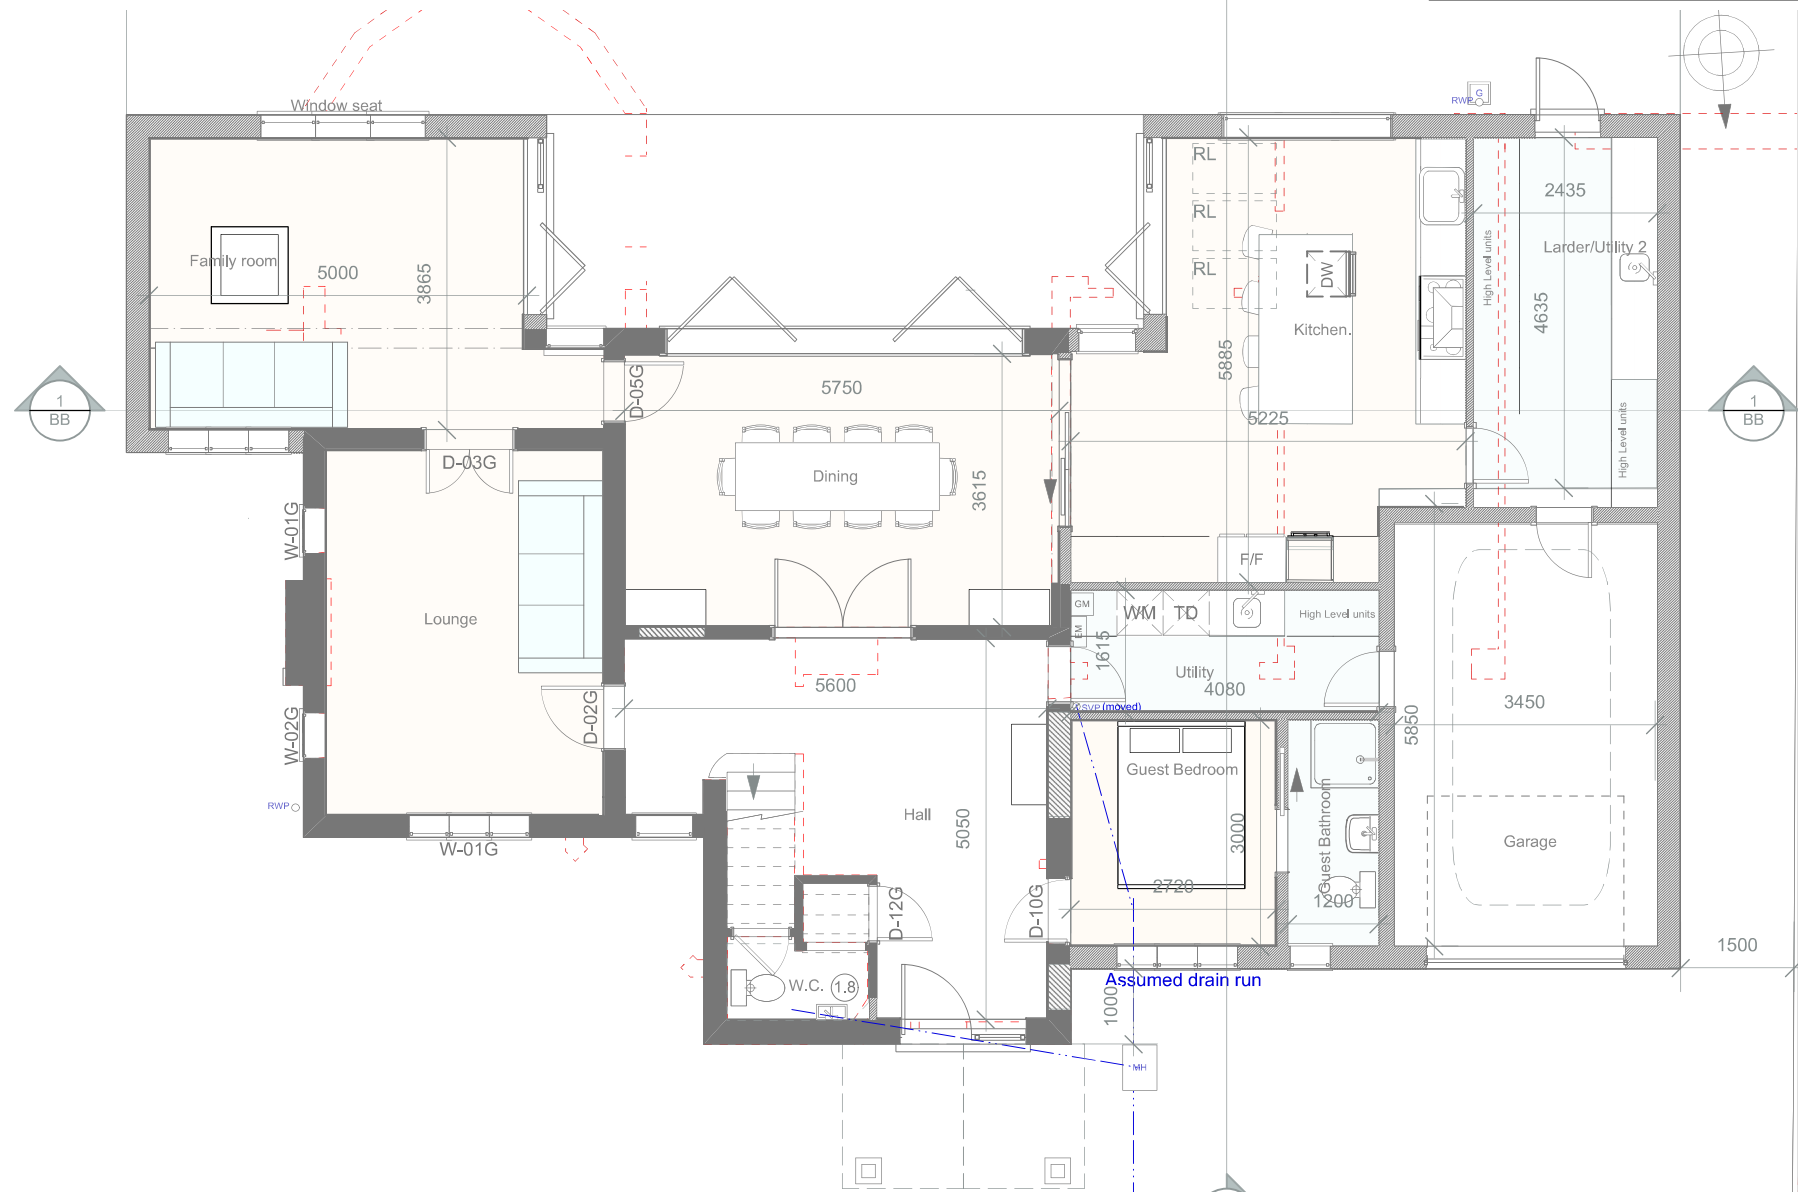 Window seat
RWP
G
RL
RL
RL
2435
High Level units
Larder/Utility 2
Family room
5000
3865
DW
Kitchen.
4635
5885
1
BB
D-05G
5750
5225
1
BB
High Level units
D-03G
Dining
3615
W-01G
F/F
Lounge
GM
EM
WM
TD
High Level units
1615
Utility
4080
5600
3450
D-02G
W-02G
SVP (moved)
5850
Guest Bedroom
RWP
Hall
5050
3000
Guest Bathroom
Garage
W-01G
2720
1200
D-12G
D-10G
1500
W.C.
1.8
Assumed drain run
1000
MH